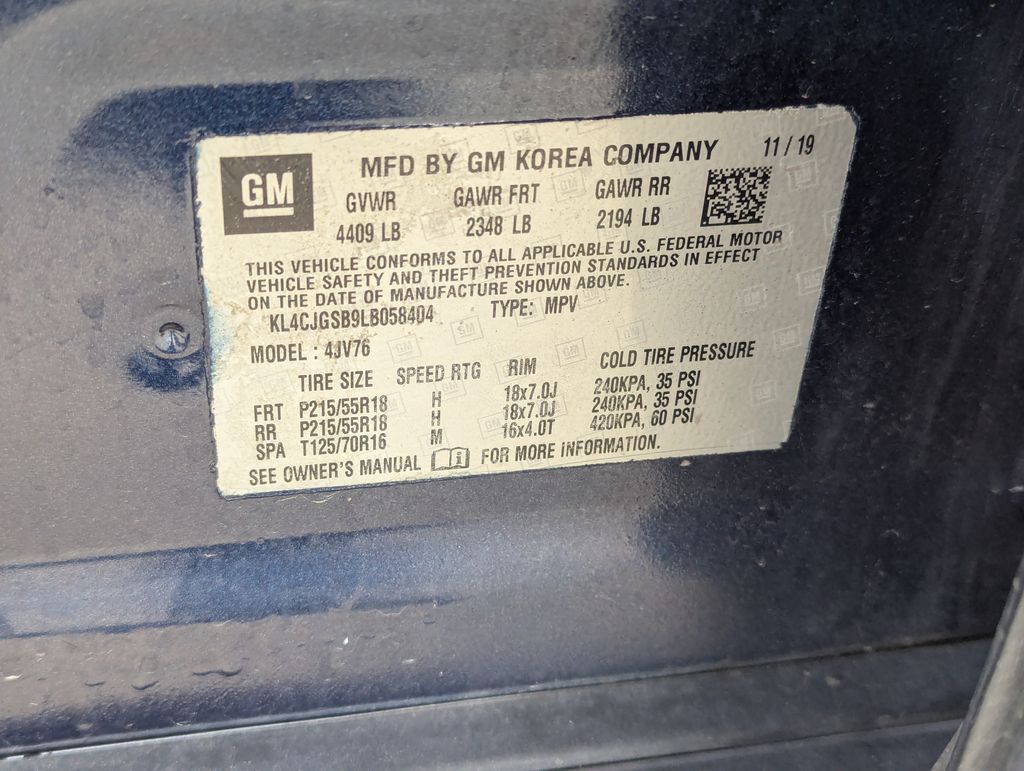 GM
MFD BY GM KOREA COMPANY 11 / 19
GVWR GAWR FRT GAWR RR
4409 LB 2348 LB 2194 LB
THIS VEHICLE CONFORMS TO ALL APPLICABLE U.S. FEDERAL MOTOR
VEHICLE SAFETY AND THEFT PREVENTION STANDARDS IN EFFECT
ON THE DATE OF MANUFACTURE SHOWN ABOVE.
KL4CJGSB9LB058404 TYPE: MPV
MODEL : 4JV76
TIRE SIZE SPEED RTG RIM COLD TIRE PRESSURE
FRT P215/55R18 H 18x7.0J 240KPA, 35 PSI
RR P215/55R18 H 18x7.0J 240KPA, 35 PSI
SPA T125/70R16 M 16x4.0T 420KPA, 60 PSI
SEE OWNER'S MANUAL FOR MORE INFORMATION.